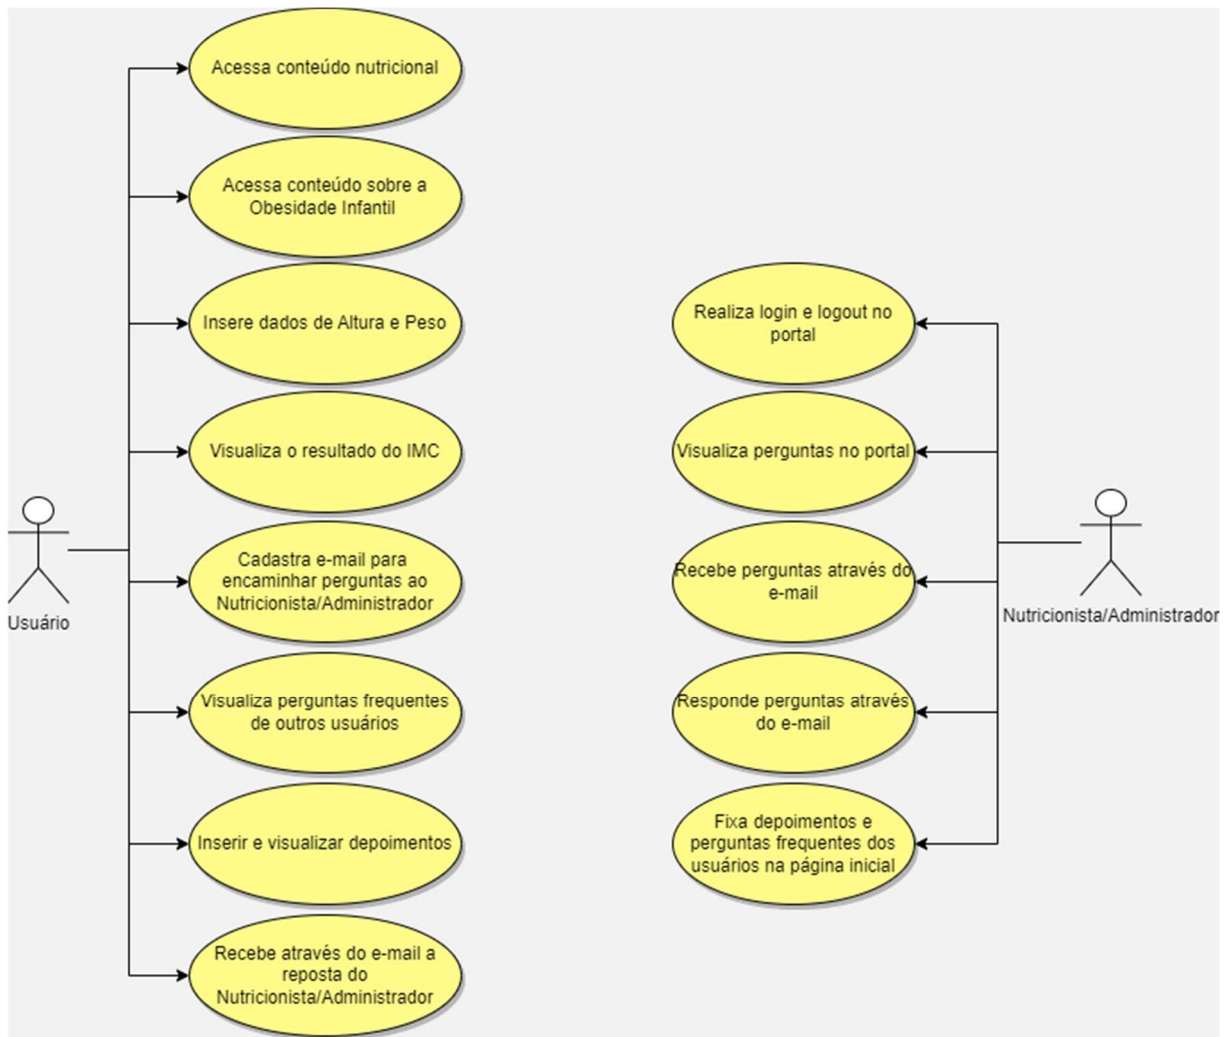 Acessa conteúdo nutricional
Acessa conteúdo sobre a
Obesidade Infantil
Insere dados de Altura e Peso
Visualiza o resultado do IMC
Cadastra e-mail para
encaminhar perguntas ao
Nutricionista/Administrador
Visualiza perguntas frequentes
de outros usuários
Inserir e visualizar depoimentos
Recebe através do e-mail a
reposta do
Nutricionista/Administrador
Usuário
Realiza login e logout no
portal
Visualiza perguntas no portal
Recebe perguntas através do
e-mail
Responde perguntas através
do e-mail
Fixa depoimentos e
perguntas frequentes dos
usuários na página inicial
Nutricionista/Administrador